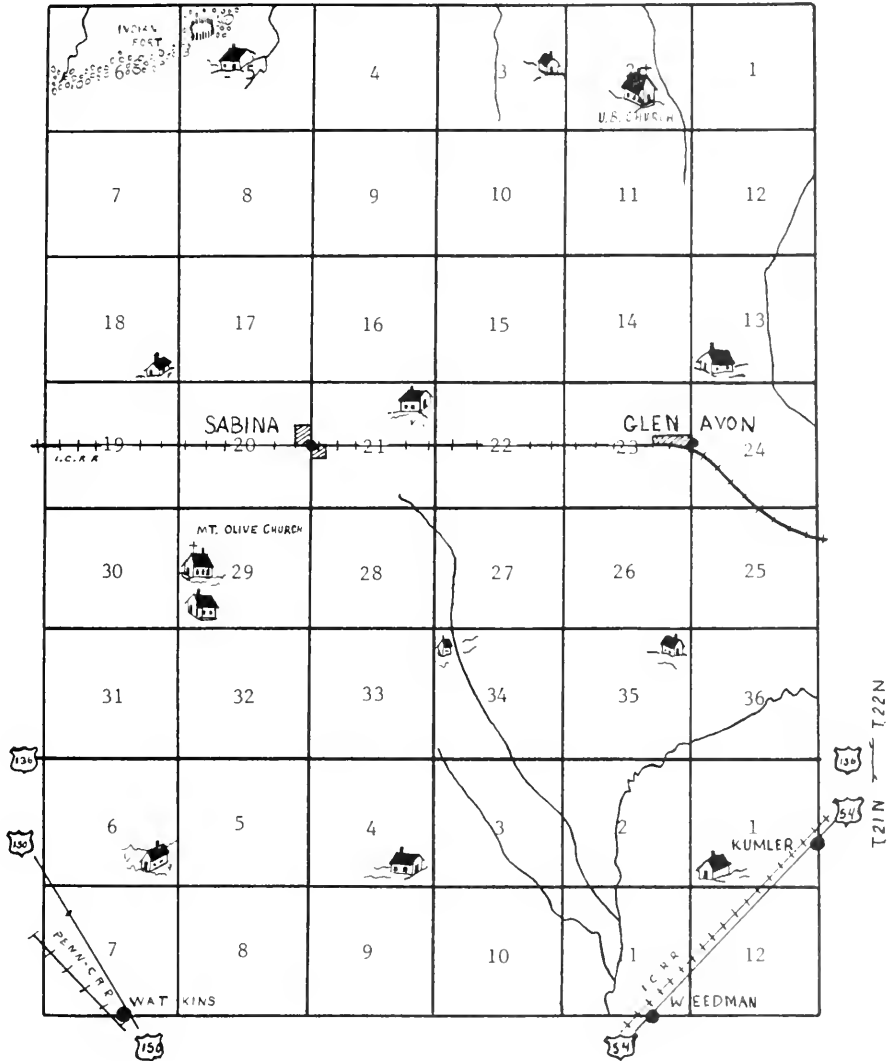 INDIAN
FORT
6 5 4 3 2 1
U.B. CHURCH
7 8 9 10 11 12
18 17 16 15 14 13
SABINA GLEN AVON
19 20 21 22 23 24
I.C.R R
MT. OLIVE CHURCH
30 29 28 27 26 25
31 32 33 34 35 36
T.22N
136 136
T.21N
54
150
6 5 4 3 2 1
KUMLER
7 8 9 10 1 12
PENN-C RR
I C RR
WATKINS WEEDMAN
150 54